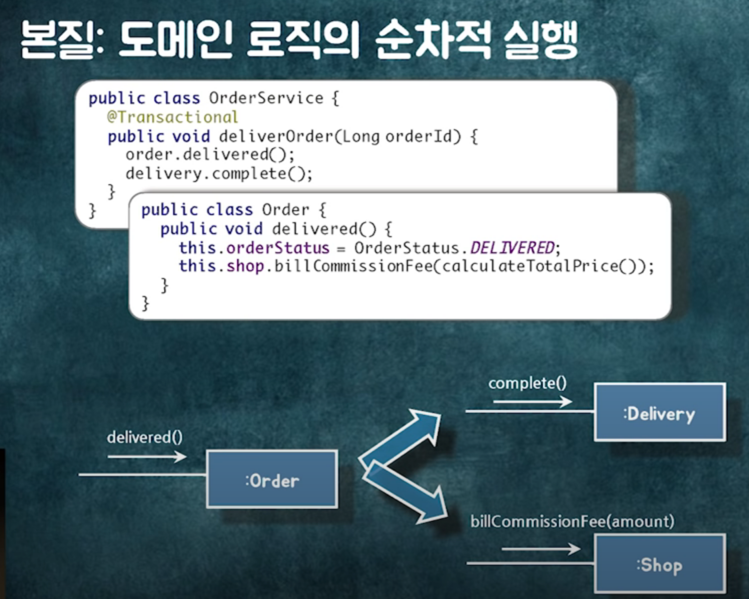 본질: 도메인 로직의 순차적 실행
public class OrderService {
@Transactional
public void deliverOrder(Long orderId) {
order.delivered();
delivery.complete();
}
}
public class Order {
public void delivered() {
this.orderStatus = OrderStatus.DELIVERED;
this.shop.billCommissionFee(calculateTotalPrice());
}
}
complete()
:Delivery
delivered()
:Order
billCommissionFee(amount)
:Shop